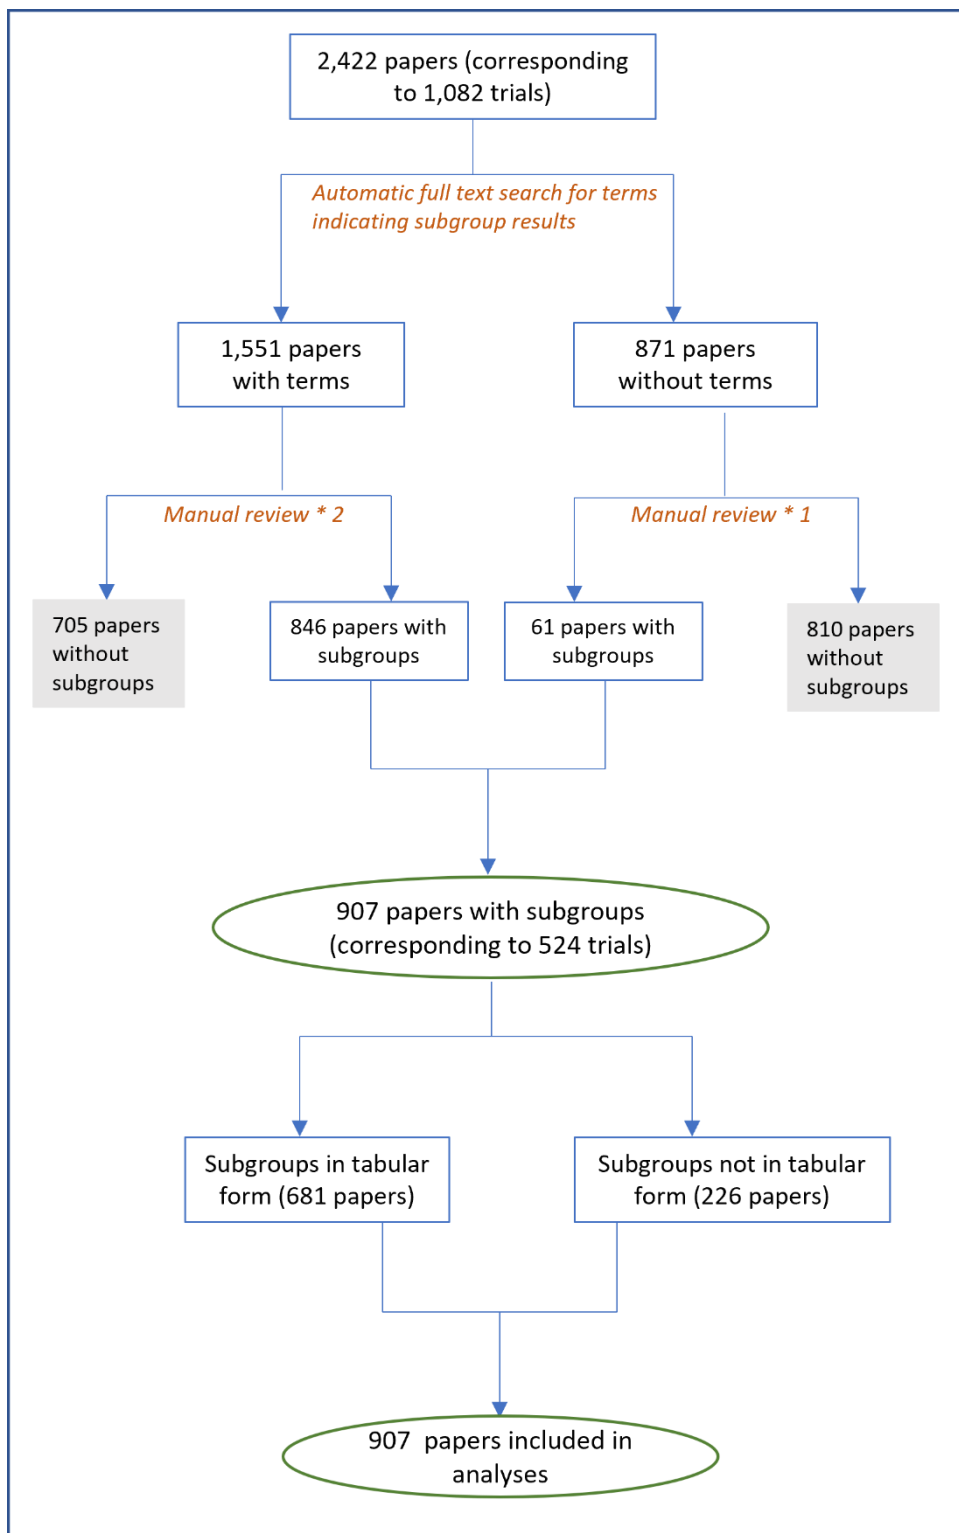 2,422 papers (corresponding
to 1,082 trials)
Automatic full text search for terms
indicating subgroup results
1,551 papers
with terms
871 papers
without terms
Manual review * 2
Manual review * 1
705 papers
without
subgroups
846 papers with
subgroups
61 papers with
subgroups
810 papers
without
subgroups
907 papers with subgroups
(corresponding to 524 trials)
Subgroups in tabular
form (681 papers)
Subgroups not in tabular
form (226 papers)
907 papers included in
analyses